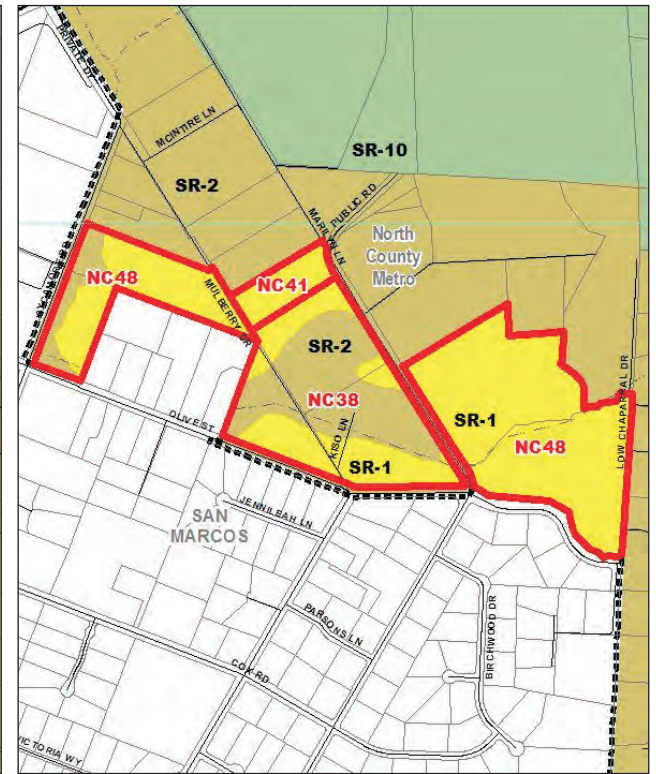 PRIVATE DR
MCINTIRE LN
SR-10
SR-2
PUBLIC RD
MARILYN LN
North
County
Metro
NC48
NC41
MULBERRY DR
SR-2
NC38
SR-1
NC48
LOW CHAPARRAL DR
OLIVE ST
KISO LN
SR-1
SAN
MARCOS
JENNILEAH LN
PARSONS LN
BIRCHWOOD DR
COX RD
VICTORIA WY